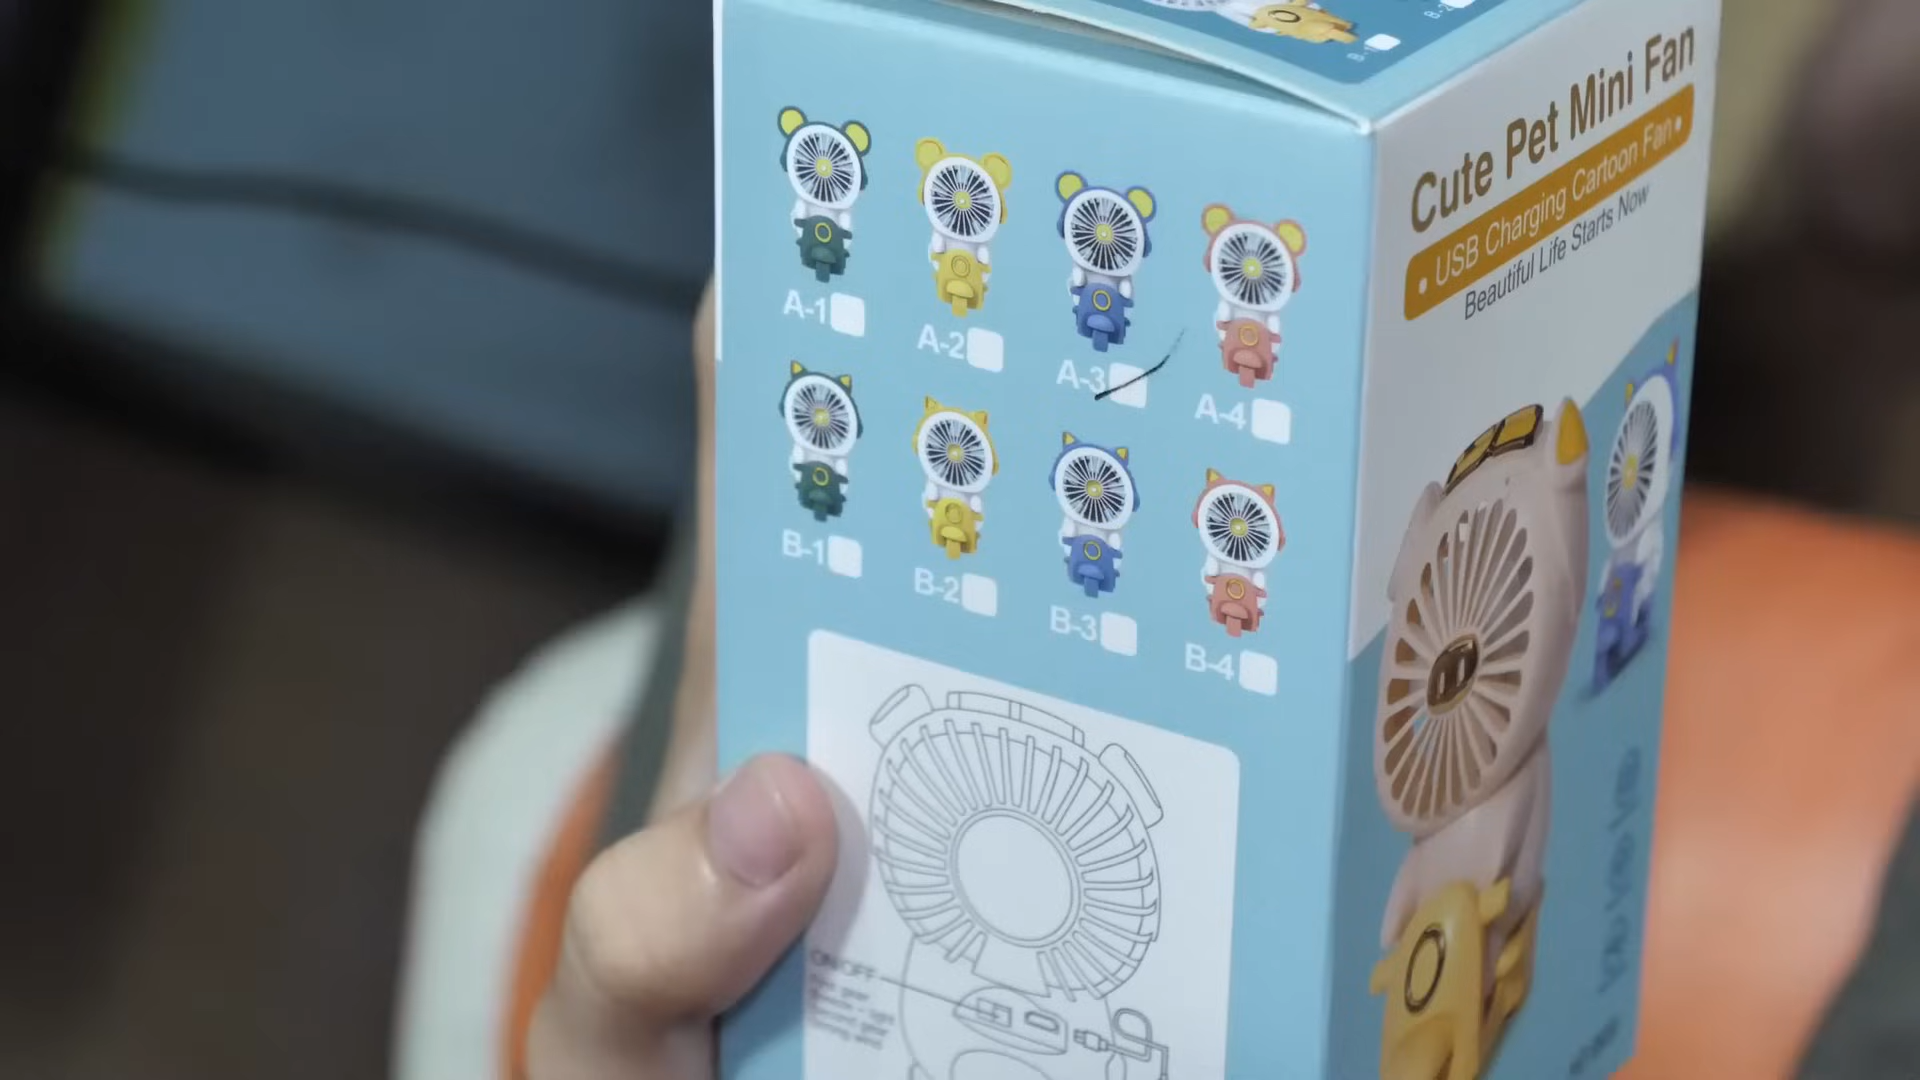 Cute Pet Mini Fan
• USB Charging Cartoon Fan •
Beautiful Life Starts Now
A-1
A-2
A-3
A-4
B-1
B-2
B-3
B-4
ON/OFF